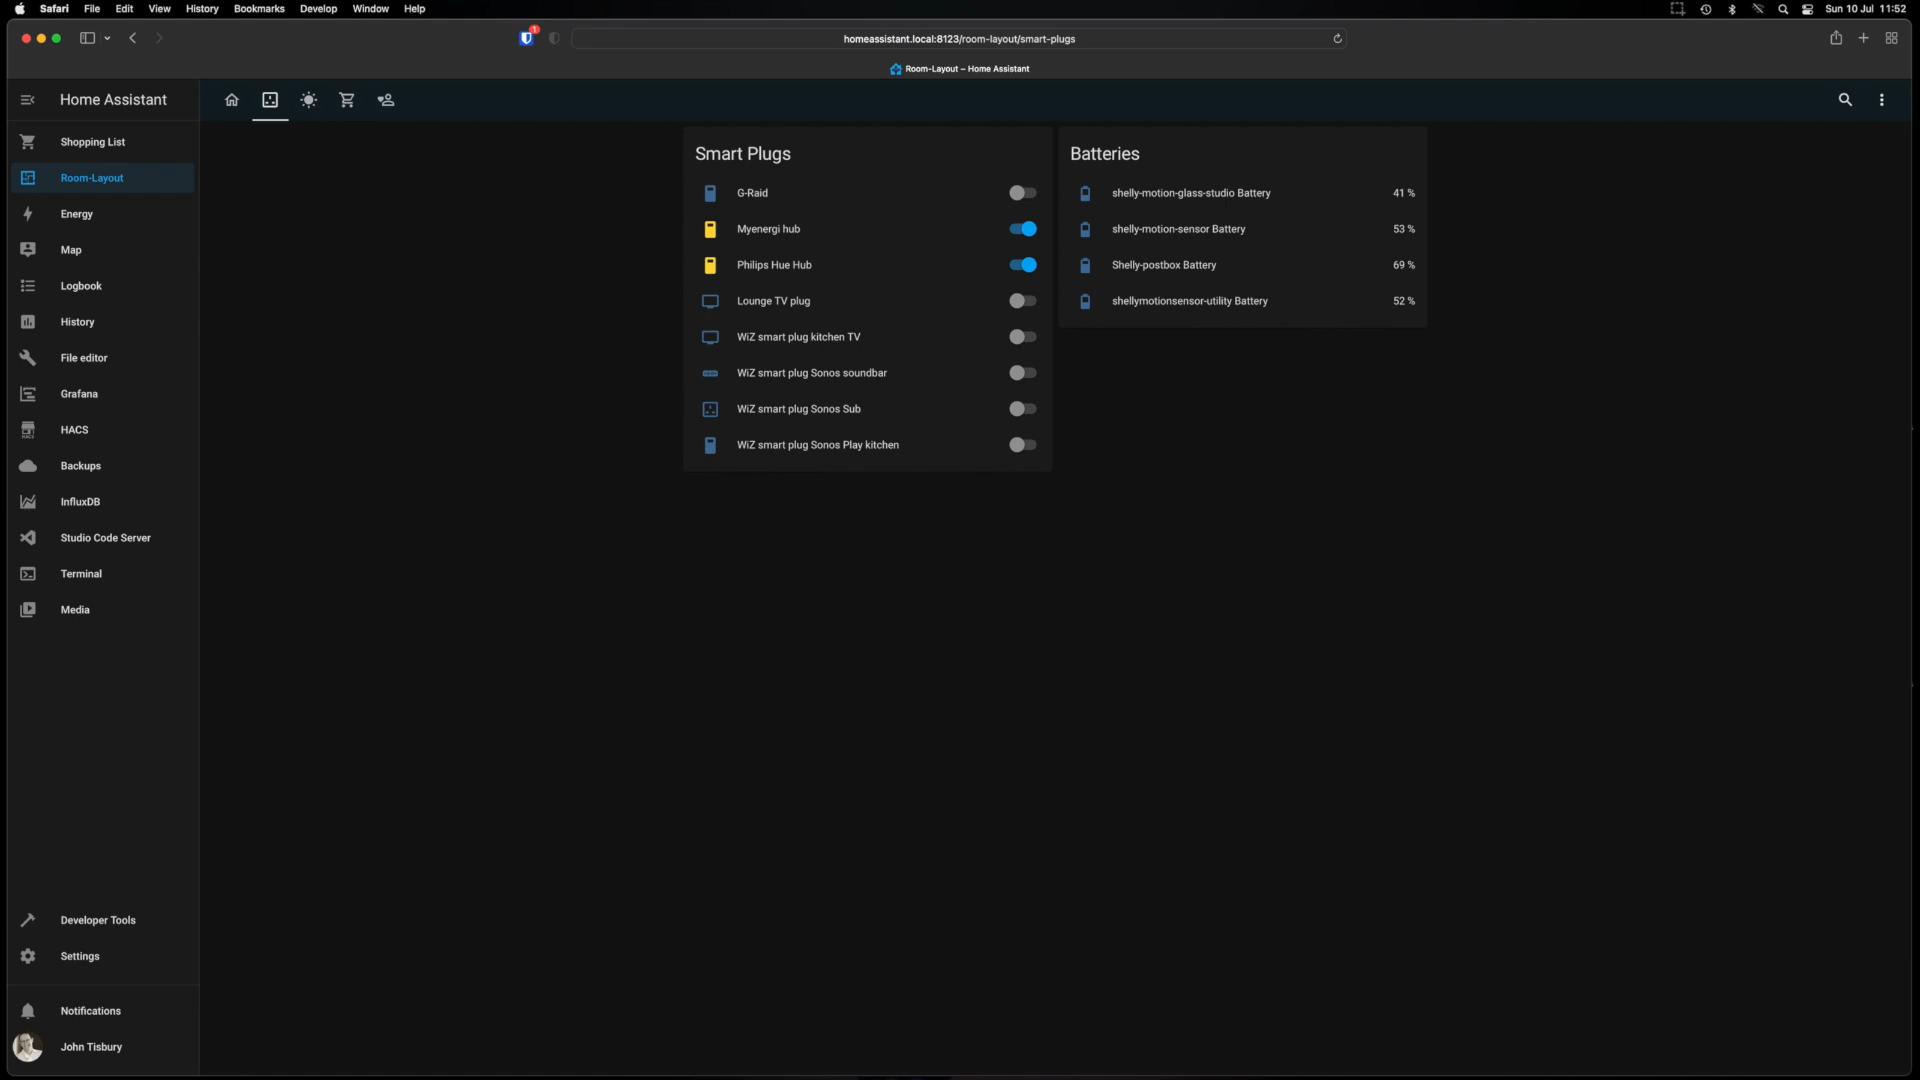 Safari File Edit View History Bookmarks Develop Window Help
Sun 10 Jul 11:52
1
homeassistant.local:8123/room-layout/smart-plugs
Room-Layout – Home Assistant
Home Assistant
Shopping List
Room-Layout
Energy
Map
Logbook
History
File editor
Grafana
HACS
HACS
Backups
InfluxDB
Studio Code Server
Terminal
Media
Developer Tools
Settings
Notifications
John Tisbury
Smart Plugs
G-Raid
Myenergi hub
Philips Hue Hub
Lounge TV plug
WiZ smart plug kitchen TV
WiZ smart plug Sonos soundbar
WiZ smart plug Sonos Sub
WiZ smart plug Sonos Play kitchen
Batteries
shelly-motion-glass-studio Battery 41 %
shelly-motion-sensor Battery 53 %
Shelly-postbox Battery 69 %
shellymotionsensor-utility Battery 52 %